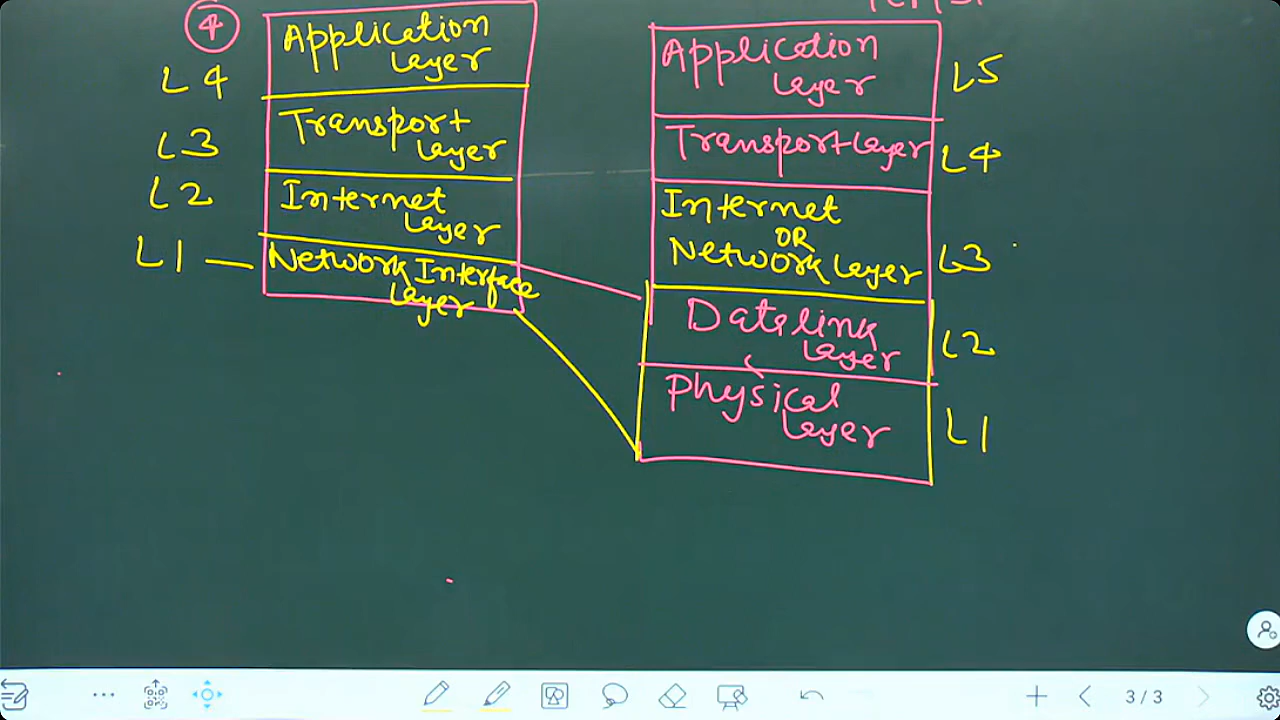 4
Application
layer
L4
Transport
layer
L3
Internet
layer
L2
Network Interface
layer
L1
Application
layer
L5
Transport layer
L4
Internet
OR
Network layer
L3
Datalink
layer
L2
Physical
layer
L1
3/3